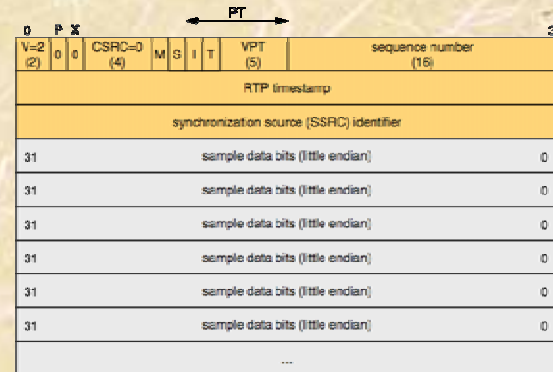 PT
0 P X
V=2 (2) 0 0 CSRC=0 (4) M S I T VPT (5) sequence number (16)
RTP timestamp
synchronization source (SSRC) identifier
31 sample data bits (little endian) 0
31 sample data bits (little endian) 0
31 sample data bits (little endian) 0
31 sample data bits (little endian) 0
31 sample data bits (little endian) 0
31 sample data bits (little endian) 0
...